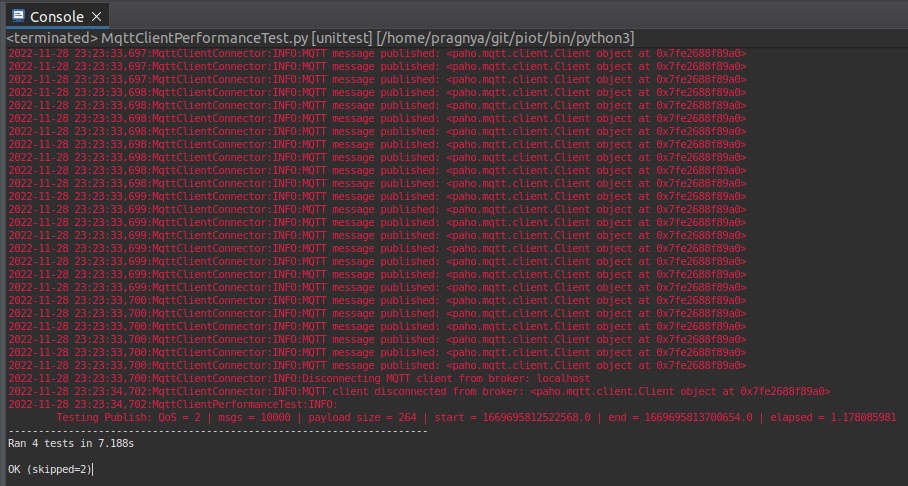 Console
<terminated> MqttClientPerformanceTest.py [unittest] [/home/pragnya/git/piot/bin/python3]
2022-11-28 23:23:33,697:MqttClientConnector:INFO:MQTT message published: <paho.mqtt.client.Client object at 0x7fe2688f89a0>
2022-11-28 23:23:33,697:MqttClientConnector:INFO:MQTT message published: <paho.mqtt.client.Client object at 0x7fe2688f89a0>
2022-11-28 23:23:33,697:MqttClientConnector:INFO:MQTT message published: <paho.mqtt.client.Client object at 0x7fe2688f89a0>
2022-11-28 23:23:33,698:MqttClientConnector:INFO:MQTT message published: <paho.mqtt.client.Client object at 0x7fe2688f89a0>
2022-11-28 23:23:33,698:MqttClientConnector:INFO:MQTT message published: <paho.mqtt.client.Client object at 0x7fe2688f89a0>
2022-11-28 23:23:33,698:MqttClientConnector:INFO:MQTT message published: <paho.mqtt.client.Client object at 0x7fe2688f89a0>
2022-11-28 23:23:33,698:MqttClientConnector:INFO:MQTT message published: <paho.mqtt.client.Client object at 0x7fe2688f89a0>
2022-11-28 23:23:33,698:MqttClientConnector:INFO:MQTT message published: <paho.mqtt.client.Client object at 0x7fe2688f89a0>
2022-11-28 23:23:33,698:MqttClientConnector:INFO:MQTT message published: <paho.mqtt.client.Client object at 0x7fe2688f89a0>
2022-11-28 23:23:33,698:MqttClientConnector:INFO:MQTT message published: <paho.mqtt.client.Client object at 0x7fe2688f89a0>
2022-11-28 23:23:33,698:MqttClientConnector:INFO:MQTT message published: <paho.mqtt.client.Client object at 0x7fe2688f89a0>
2022-11-28 23:23:33,699:MqttClientConnector:INFO:MQTT message published: <paho.mqtt.client.Client object at 0x7fe2688f89a0>
2022-11-28 23:23:33,699:MqttClientConnector:INFO:MQTT message published: <paho.mqtt.client.Client object at 0x7fe2688f89a0>
2022-11-28 23:23:33,699:MqttClientConnector:INFO:MQTT message published: <paho.mqtt.client.Client object at 0x7fe2688f89a0>
2022-11-28 23:23:33,699:MqttClientConnector:INFO:MQTT message published: <paho.mqtt.client.Client object at 0x7fe2688f89a0>
2022-11-28 23:23:33,699:MqttClientConnector:INFO:MQTT message published: <paho.mqtt.client.Client object at 0x7fe2688f89a0>
2022-11-28 23:23:33,699:MqttClientConnector:INFO:MQTT message published: <paho.mqtt.client.Client object at 0x7fe2688f89a0>
2022-11-28 23:23:33,699:MqttClientConnector:INFO:MQTT message published: <paho.mqtt.client.Client object at 0x7fe2688f89a0>
2022-11-28 23:23:33,699:MqttClientConnector:INFO:MQTT message published: <paho.mqtt.client.Client object at 0x7fe2688f89a0>
2022-11-28 23:23:33,700:MqttClientConnector:INFO:MQTT message published: <paho.mqtt.client.Client object at 0x7fe2688f89a0>
2022-11-28 23:23:33,700:MqttClientConnector:INFO:MQTT message published: <paho.mqtt.client.Client object at 0x7fe2688f89a0>
2022-11-28 23:23:33,700:MqttClientConnector:INFO:MQTT message published: <paho.mqtt.client.Client object at 0x7fe2688f89a0>
2022-11-28 23:23:33,700:MqttClientConnector:INFO:MQTT message published: <paho.mqtt.client.Client object at 0x7fe2688f89a0>
2022-11-28 23:23:33,700:MqttClientConnector:INFO:MQTT message published: <paho.mqtt.client.Client object at 0x7fe2688f89a0>
2022-11-28 23:23:33,700:MqttClientConnector:INFO:MQTT message published: <paho.mqtt.client.Client object at 0x7fe2688f89a0>
2022-11-28 23:23:33,700:MqttClientConnector:INFO:Disconnecting MQTT client from broker: localhost
2022-11-28 23:23:34,702:MqttClientConnector:INFO:MQTT client disconnected from broker: <paho.mqtt.client.Client object at 0x7fe2688f89a0>
2022-11-28 23:23:34,702:MqttClientPerformanceTest:INFO:
Testing Publish: QoS = 2 | msgs = 10000 | payload size = 264 | start = 1669695812522568.0 | end = 1669695813700654.0 | elapsed = 1.178085981
----------------------------------------------------------------------
Ran 4 tests in 7.188s
OK (skipped=2)